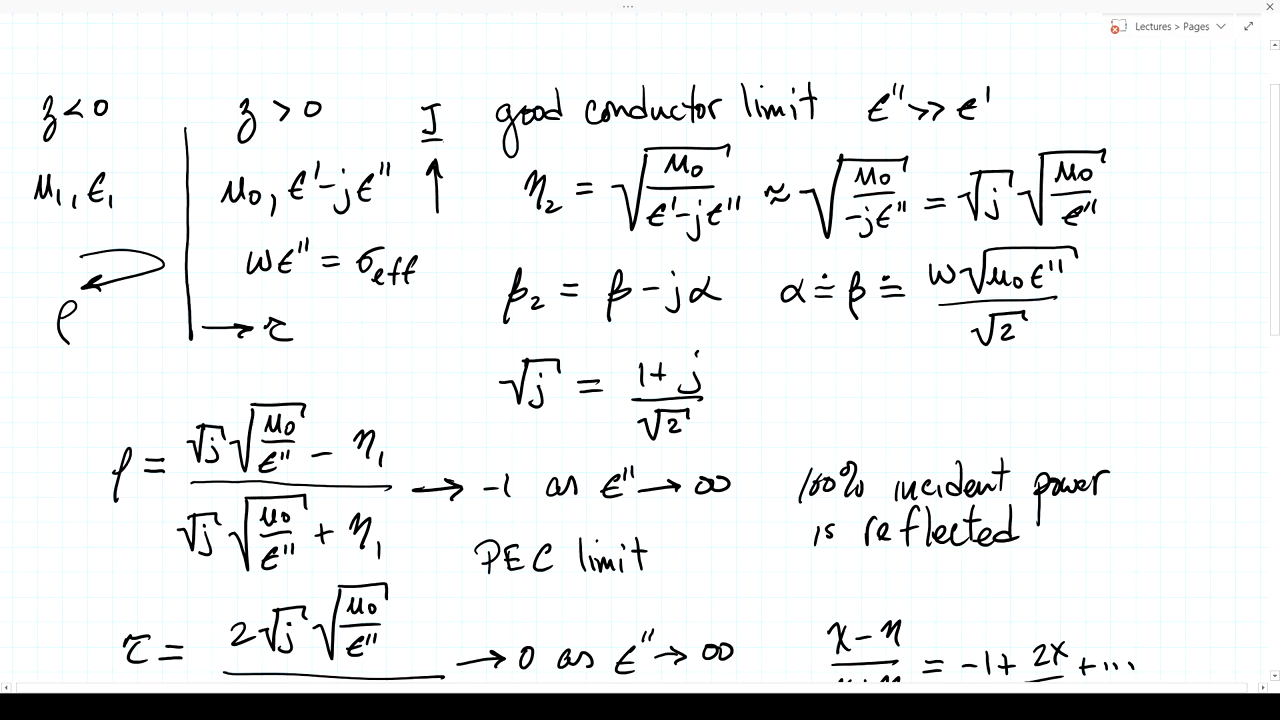 Lectures > Pages
z<0 z>0 J good conductor limit ϵ''>>ϵ'
μ₁, ϵ₁ μ₀, ϵ'-jϵ'' η₂ = √(μ₀/(ϵ'-jϵ'')) ≈ √(μ₀/(-jϵ'')) = √j √(μ₀/ϵ'')
ωϵ'' = σeff
ρ → τ β₂ = β - jα α ≐ β ≐ ω√(μ₀ϵ'')/√2
√j = (1+j)/√2
ρ = (√j √(μ₀/ϵ'') - η₁)/(√j √(μ₀/ϵ'') + η₁) → -1 as ϵ'' → ∞ 100% incident power
is reflected
PEC limit
τ = 2√j √(μ₀/ϵ'') → 0 as ϵ'' → ∞ (x-η)/(x+η) = -1 + 2x + ...